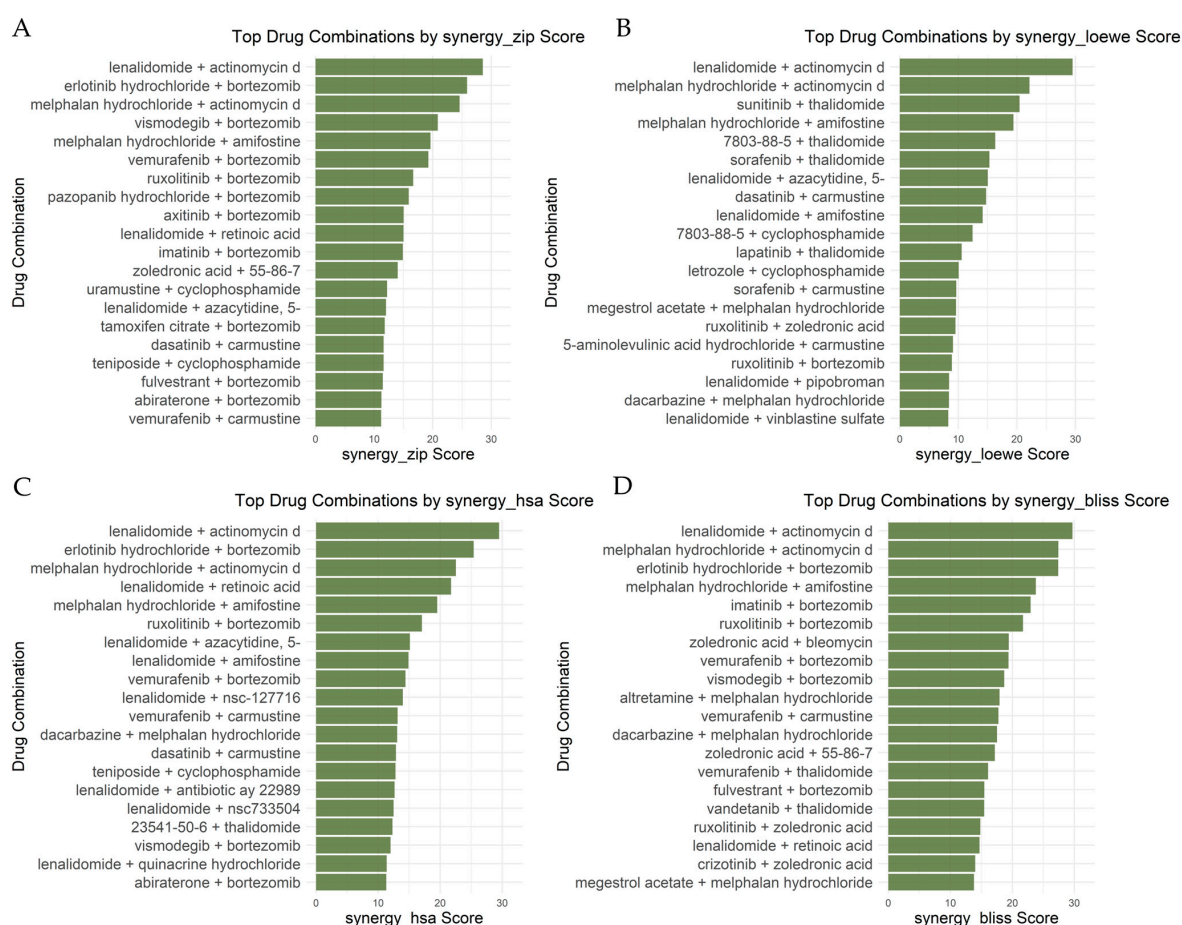 A
Top Drug Combinations by synergy_zip Score
Drug Combination
lenalidomide + actinomycin d
erlotinib hydrochloride + bortezomib
melphalan hydrochloride + actinomycin d
vismodegib + bortezomib
melphalan hydrochloride + amifostine
vemurafenib + bortezomib
ruxolitinib + bortezomib
pazopanib hydrochloride + bortezomib
axitinib + bortezomib
lenalidomide + retinoic acid
imatinib + bortezomib
zoledronic acid + 55-86-7
uramustine + cyclophosphamide
lenalidomide + azacytidine, 5-
tamoxifen citrate + bortezomib
dasatinib + carmustine
teniposide + cyclophosphamide
fulvestrant + bortezomib
abiraterone + bortezomib
vemurafenib + carmustine
0 10 20 30
synergy_zip Score
B
Top Drug Combinations by synergy_loewe Score
Drug Combination
lenalidomide + actinomycin d
melphalan hydrochloride + actinomycin d
sunitinib + thalidomide
melphalan hydrochloride + amifostine
7803-88-5 + thalidomide
sorafenib + thalidomide
lenalidomide + azacytidine, 5-
dasatinib + carmustine
lenalidomide + amifostine
7803-88-5 + cyclophosphamide
lapatinib + thalidomide
letrozole + cyclophosphamide
sorafenib + carmustine
megestrol acetate + melphalan hydrochloride
ruxolitinib + zoledronic acid
5-aminolevulinic acid hydrochloride + carmustine
ruxolitinib + bortezomib
lenalidomide + pipobroman
dacarbazine + melphalan hydrochloride
lenalidomide + vinblastine sulfate
0 10 20 30
synergy_loewe Score
C
Top Drug Combinations by synergy_hsa Score
Drug Combination
lenalidomide + actinomycin d
erlotinib hydrochloride + bortezomib
melphalan hydrochloride + actinomycin d
lenalidomide + retinoic acid
melphalan hydrochloride + amifostine
ruxolitinib + bortezomib
lenalidomide + azacytidine, 5-
lenalidomide + amifostine
vemurafenib + bortezomib
lenalidomide + nsc-127716
vemurafenib + carmustine
dacarbazine + melphalan hydrochloride
dasatinib + carmustine
teniposide + cyclophosphamide
lenalidomide + antibiotic ay 22989
lenalidomide + nsc733504
23541-50-6 + thalidomide
vismodegib + bortezomib
lenalidomide + quinacrine hydrochloride
abiraterone + bortezomib
0 10 20 30
synergy_hsa Score
D
Top Drug Combinations by synergy_bliss Score
Drug Combination
lenalidomide + actinomycin d
melphalan hydrochloride + actinomycin d
erlotinib hydrochloride + bortezomib
melphalan hydrochloride + amifostine
imatinib + bortezomib
ruxolitinib + bortezomib
zoledronic acid + bleomycin
vemurafenib + bortezomib
vismodegib + bortezomib
altretamine + melphalan hydrochloride
vemurafenib + carmustine
dacarbazine + melphalan hydrochloride
zoledronic acid + 55-86-7
vemurafenib + thalidomide
fulvestrant + bortezomib
vandetanib + thalidomide
ruxolitinib + zoledronic acid
lenalidomide + retinoic acid
crizotinib + zoledronic acid
megestrol acetate + melphalan hydrochloride
0 10 20 30
synergy_bliss Score